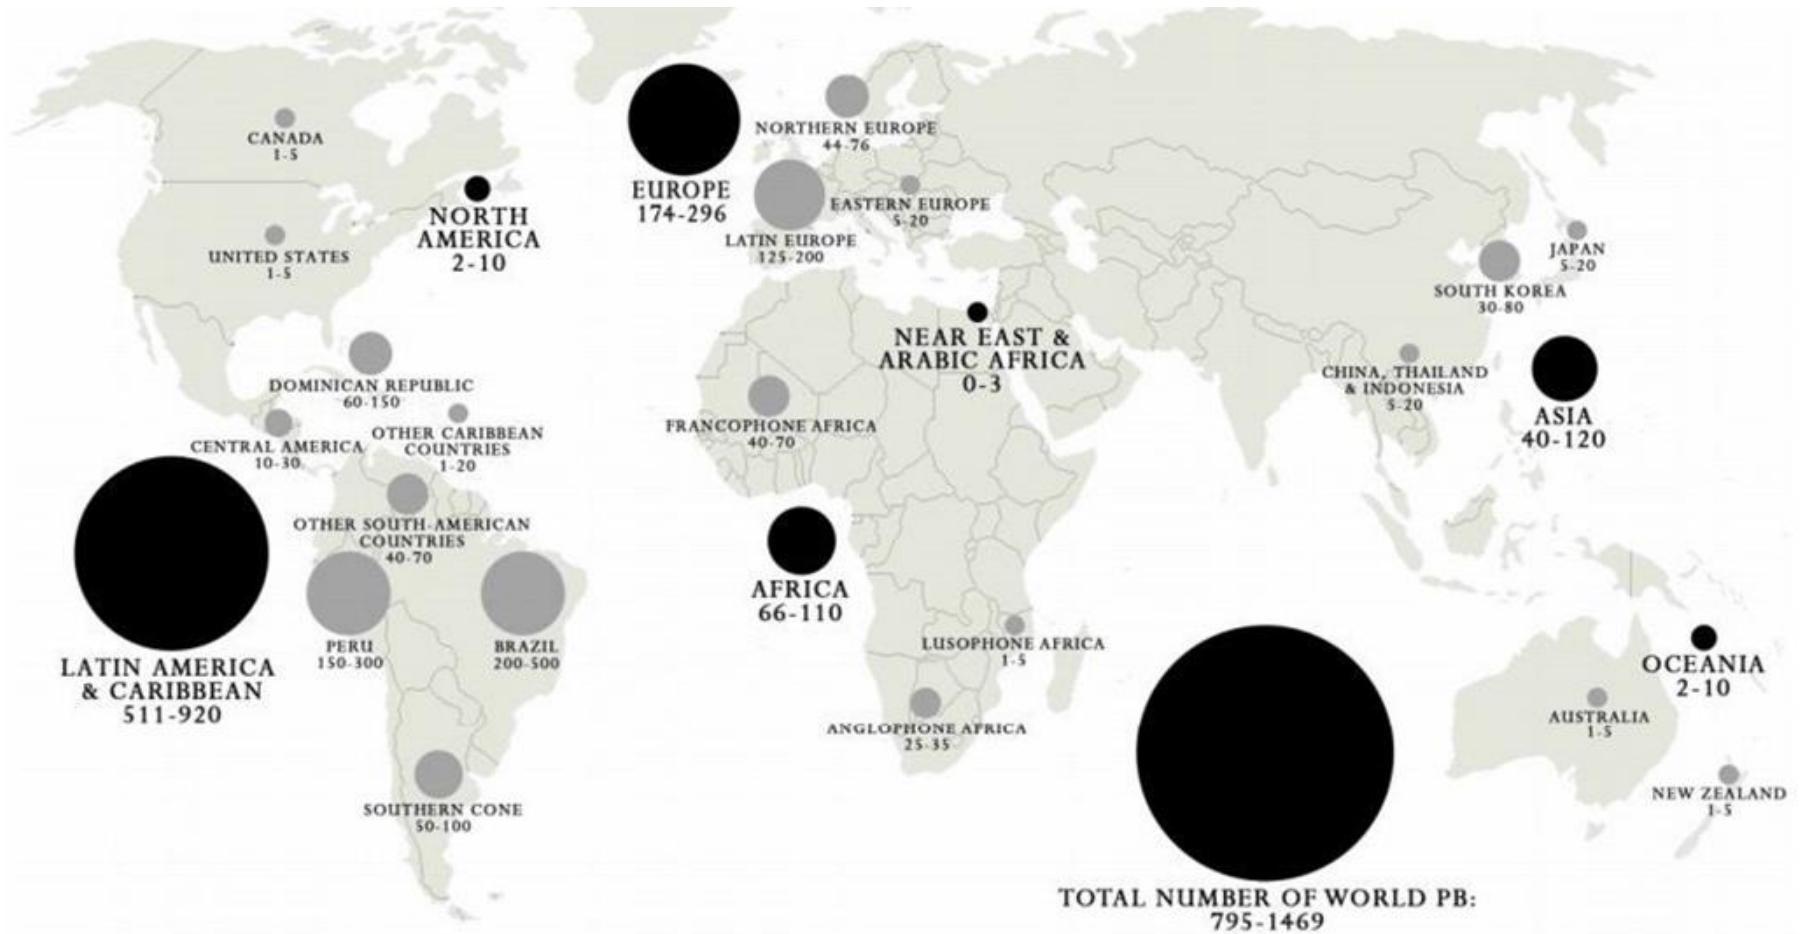 CANADA
1-5
NORTH
AMERICA
2-10
UNITED STATES
1-5
EUROPE
174-296
NORTHERN EUROPE
44-76
EASTERN EUROPE
5-20
LATIN EUROPE
125-200
JAPAN
5-20
SOUTH KOREA
30-80
NEAR EAST &
ARABIC AFRICA
0-3
DOMINICAN REPUBLIC
60-150
CENTRAL AMERICA
10-30
OTHER CARIBBEAN
COUNTRIES
1-20
FRANCOPHONE AFRICA
40-70
CHINA, THAILAND
& INDONESIA
5-20
ASIA
40-120
OTHER SOUTH-AMERICAN
COUNTRIES
40-70
LATIN AMERICA
& CARIBBEAN
511-920
PERU
150-300
BRAZIL
200-500
AFRICA
66-110
LUSOPHONE AFRICA
1-5
ANGLOPHONE AFRICA
25-35
OCEANIA
2-10
AUSTRALIA
1-5
NEW ZEALAND
1-5
SOUTHERN CONE
50-100
TOTAL NUMBER OF WORLD PB:
795-1469